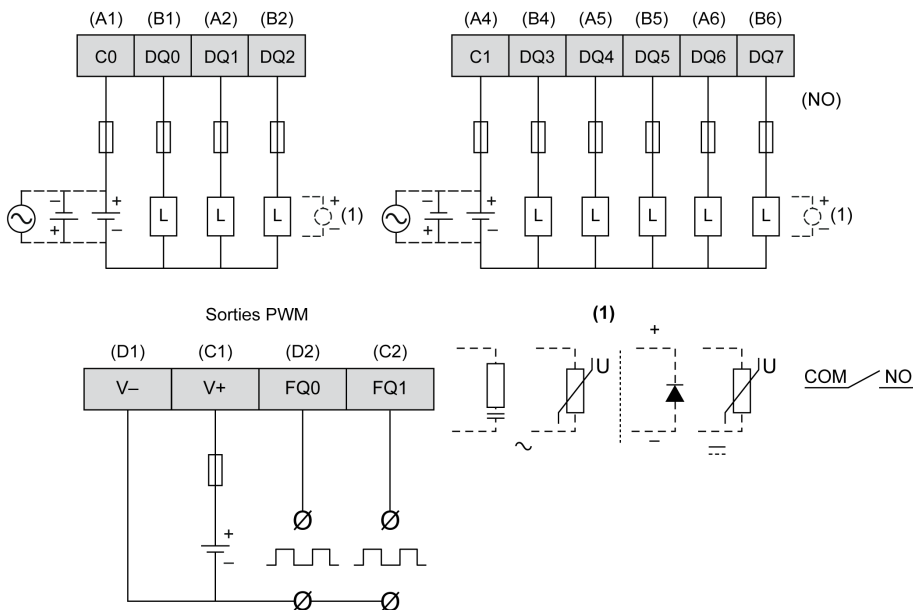 (A1) (B1) (A2) (B2)
C0 DQ0 DQ1 DQ2
– + + –
L L L
+ – (1)
(A4) (B4) (A5) (B5) (A6) (B6)
C1 DQ3 DQ4 DQ5 DQ6 DQ7
(NO)
– + + –
L L L L L
+ – (1)
Sorties PWM
(D1) (C1) (D2) (C2)
V– V+ FQ0 FQ1
+
–
(1)
+
U U
–
COM NO